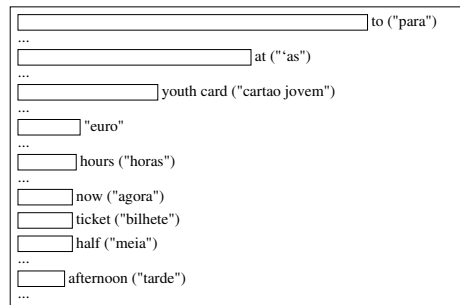 to ("para")
...
at ("‘as")
...
youth card ("cartao jovem")
...
"euro"
...
hours ("horas")
...
now ("agora")
ticket ("bilhete")
half ("meia")
...
afternoon ("tarde")
...